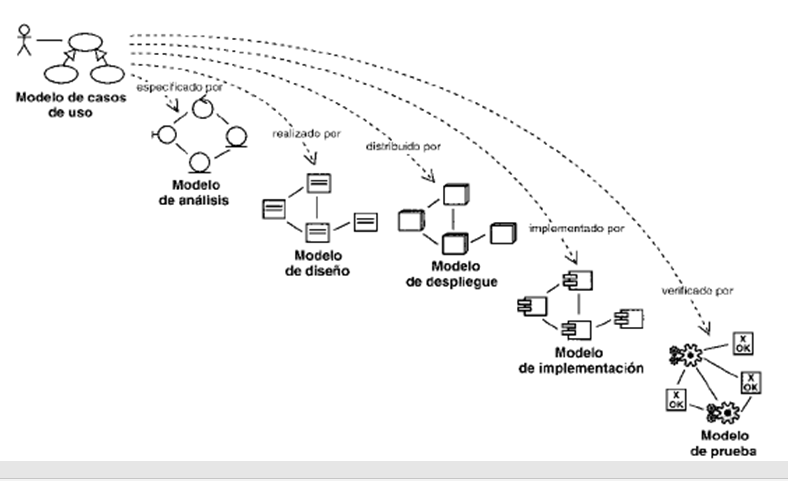 Modelo de casos
de uso
especificado por
Modelo
de análisis
realizado por
Modelo
de diseño
distribuido por
Modelo
de despliegue
implementado por
Modelo
de implementación
verificado por
X
OK
X
OK
X
OK
Modelo
de prueba